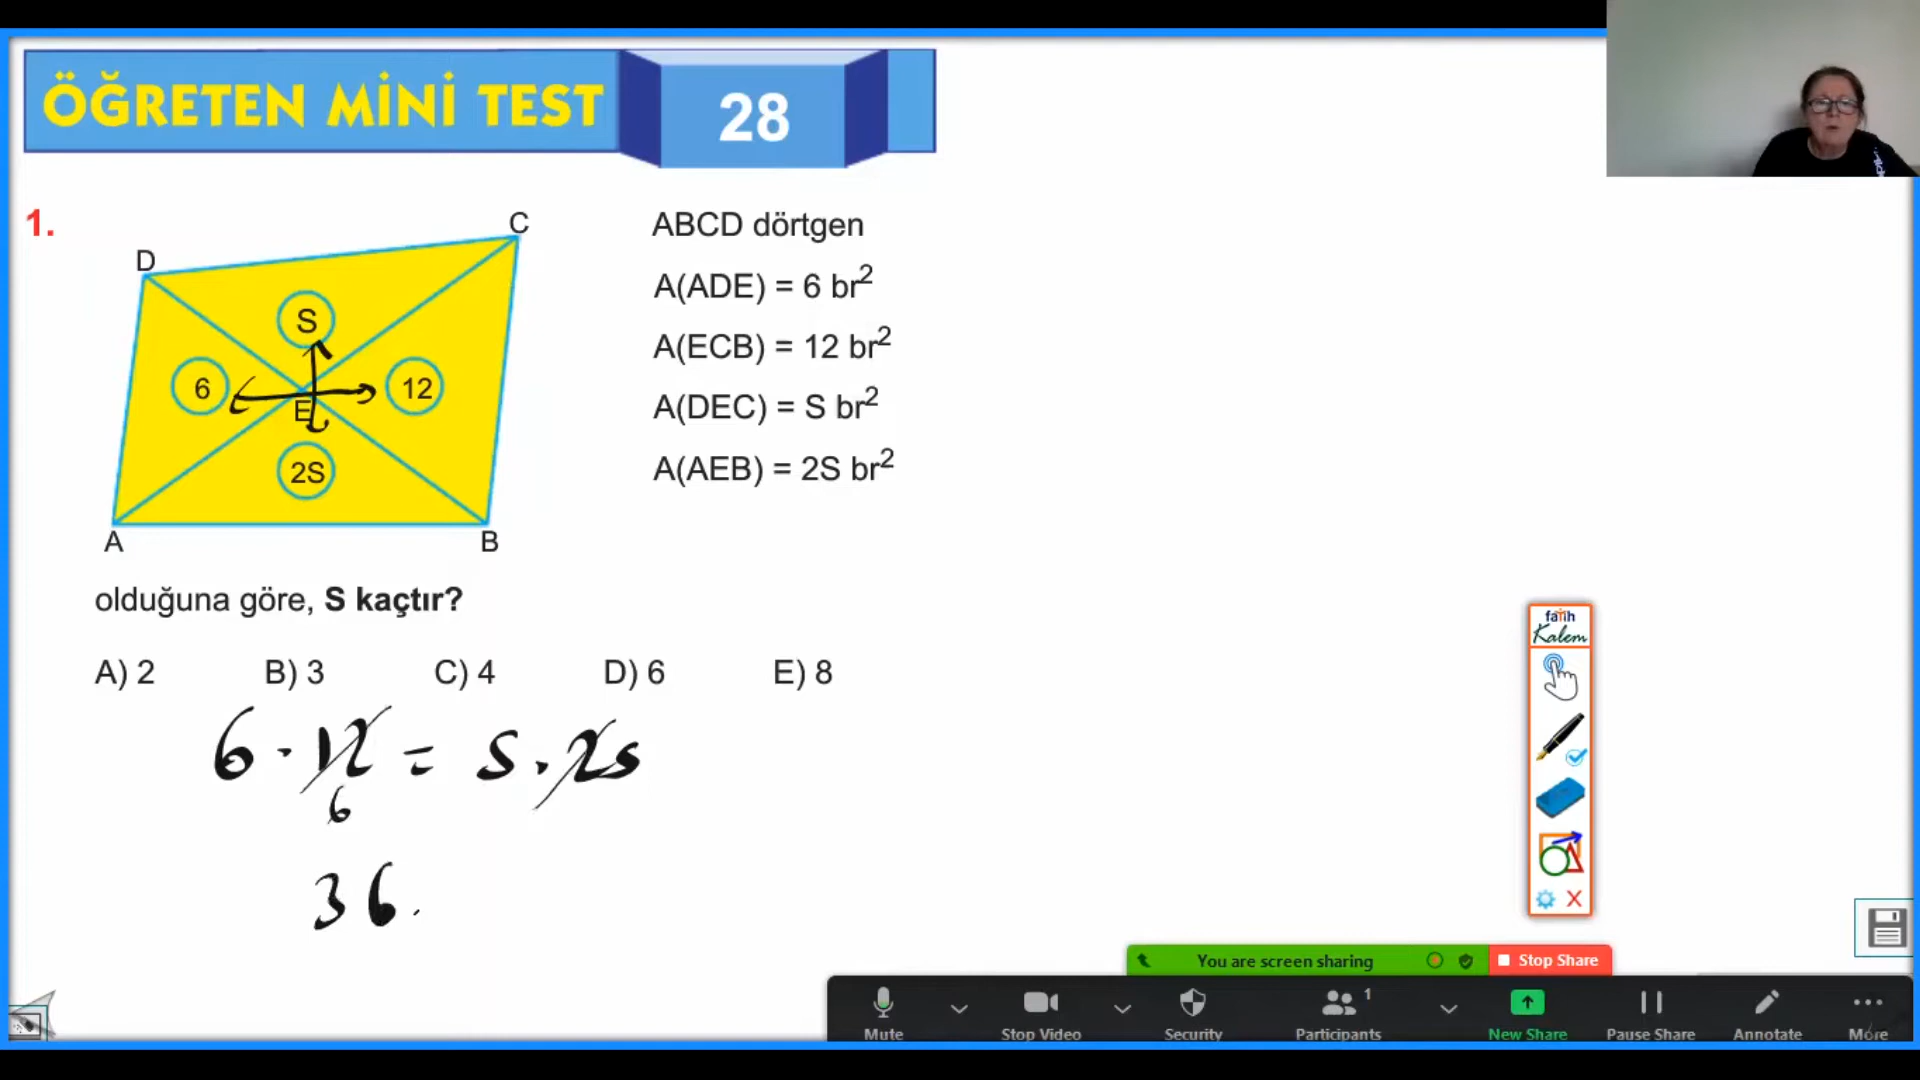 ÖĞRETEN MİNİ TEST 28
1.
D
C
S
6
12
E
2S
A
B
ABCD dörtgen
A(ADE) = 6 br²
A(ECB) = 12 br²
A(DEC) = S br²
A(AEB) = 2S br²
olduğuna göre, S kaçtır?
A) 2 B) 3 C) 4 D) 6 E) 8
6 · 12 = S · 2S
6
36
fatih
Kalem
You are screen sharing
Stop Share
Mute
Stop Video
Security
Participants 1
New Share
Pause Share
Annotate
More